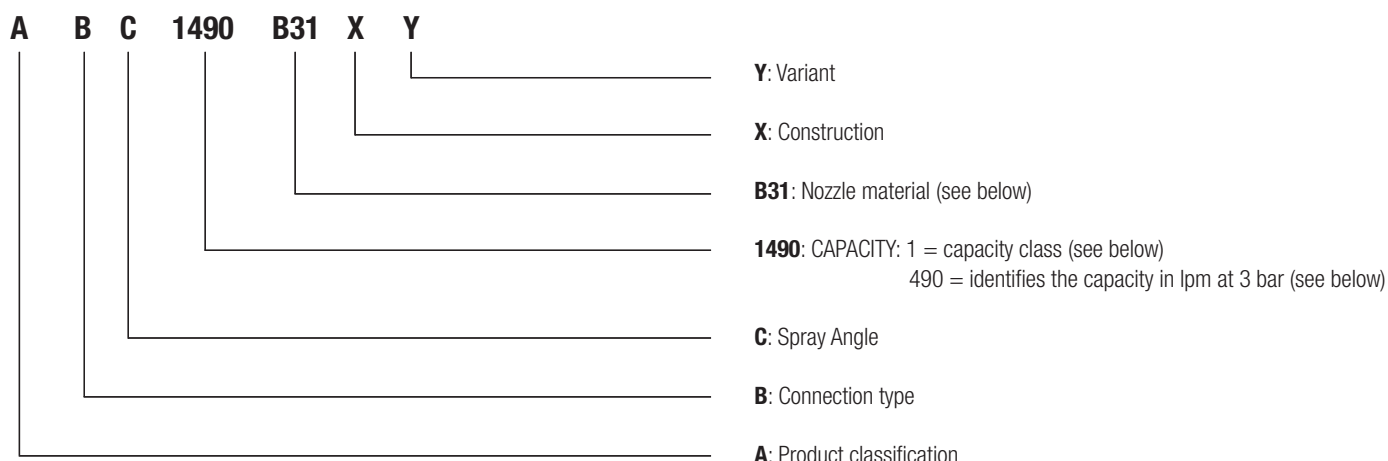 A B C 1490 B31 X Y
Y: Variant
X: Construction
B31: Nozzle material (see below)
1490: CAPACITY: 1 = capacity class (see below)
490 = identifies the capacity in lpm at 3 bar (see below)
C: Spray Angle
B: Connection type
A: Product classification